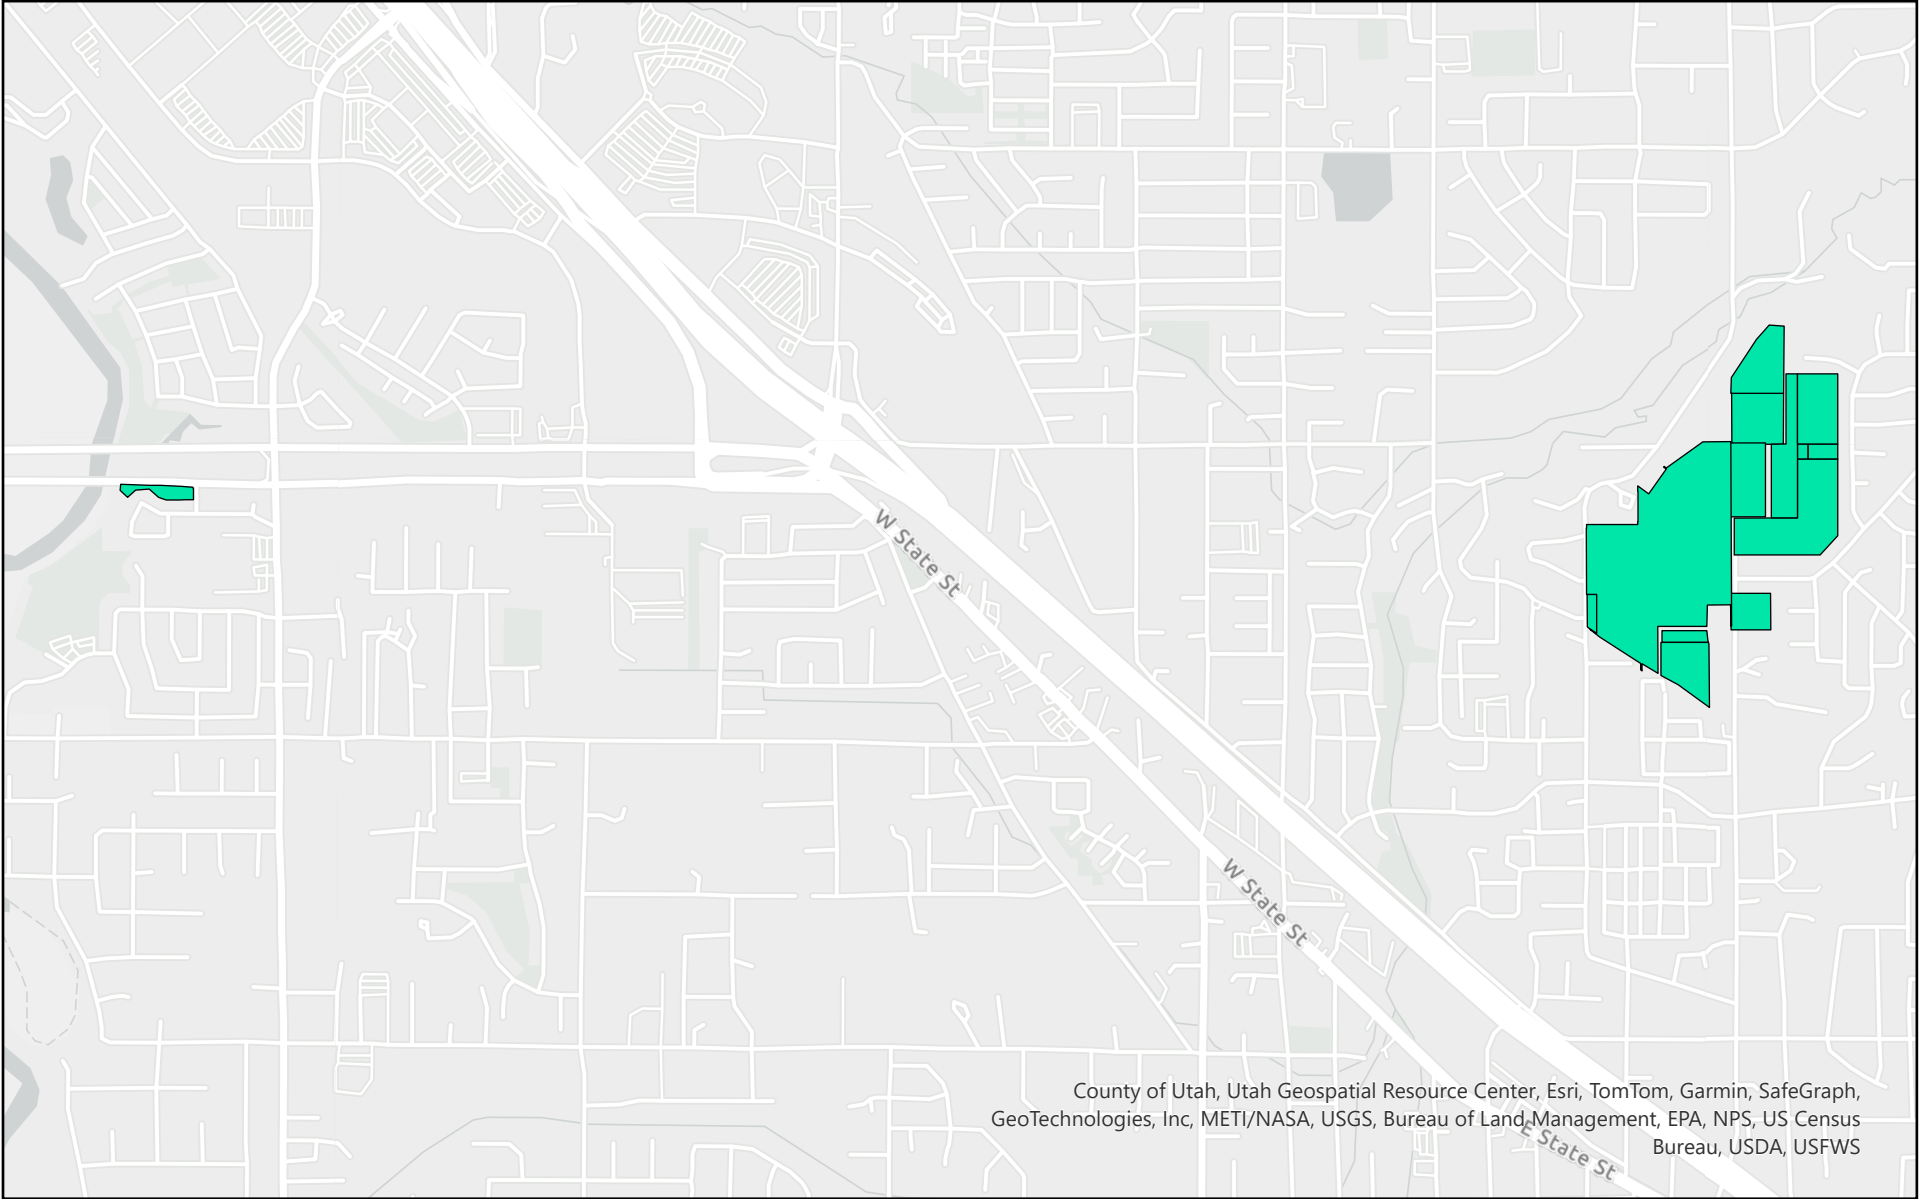 W State St
W State St
County of Utah, Utah Geospatial Resource Center, Esri, TomTom, Garmin, SafeGraph,
GeoTechnologies, Inc, METI/NASA, USGS, Bureau of Land Management, EPA, NPS, US Census
Bureau, USDA, USFWS
E State St